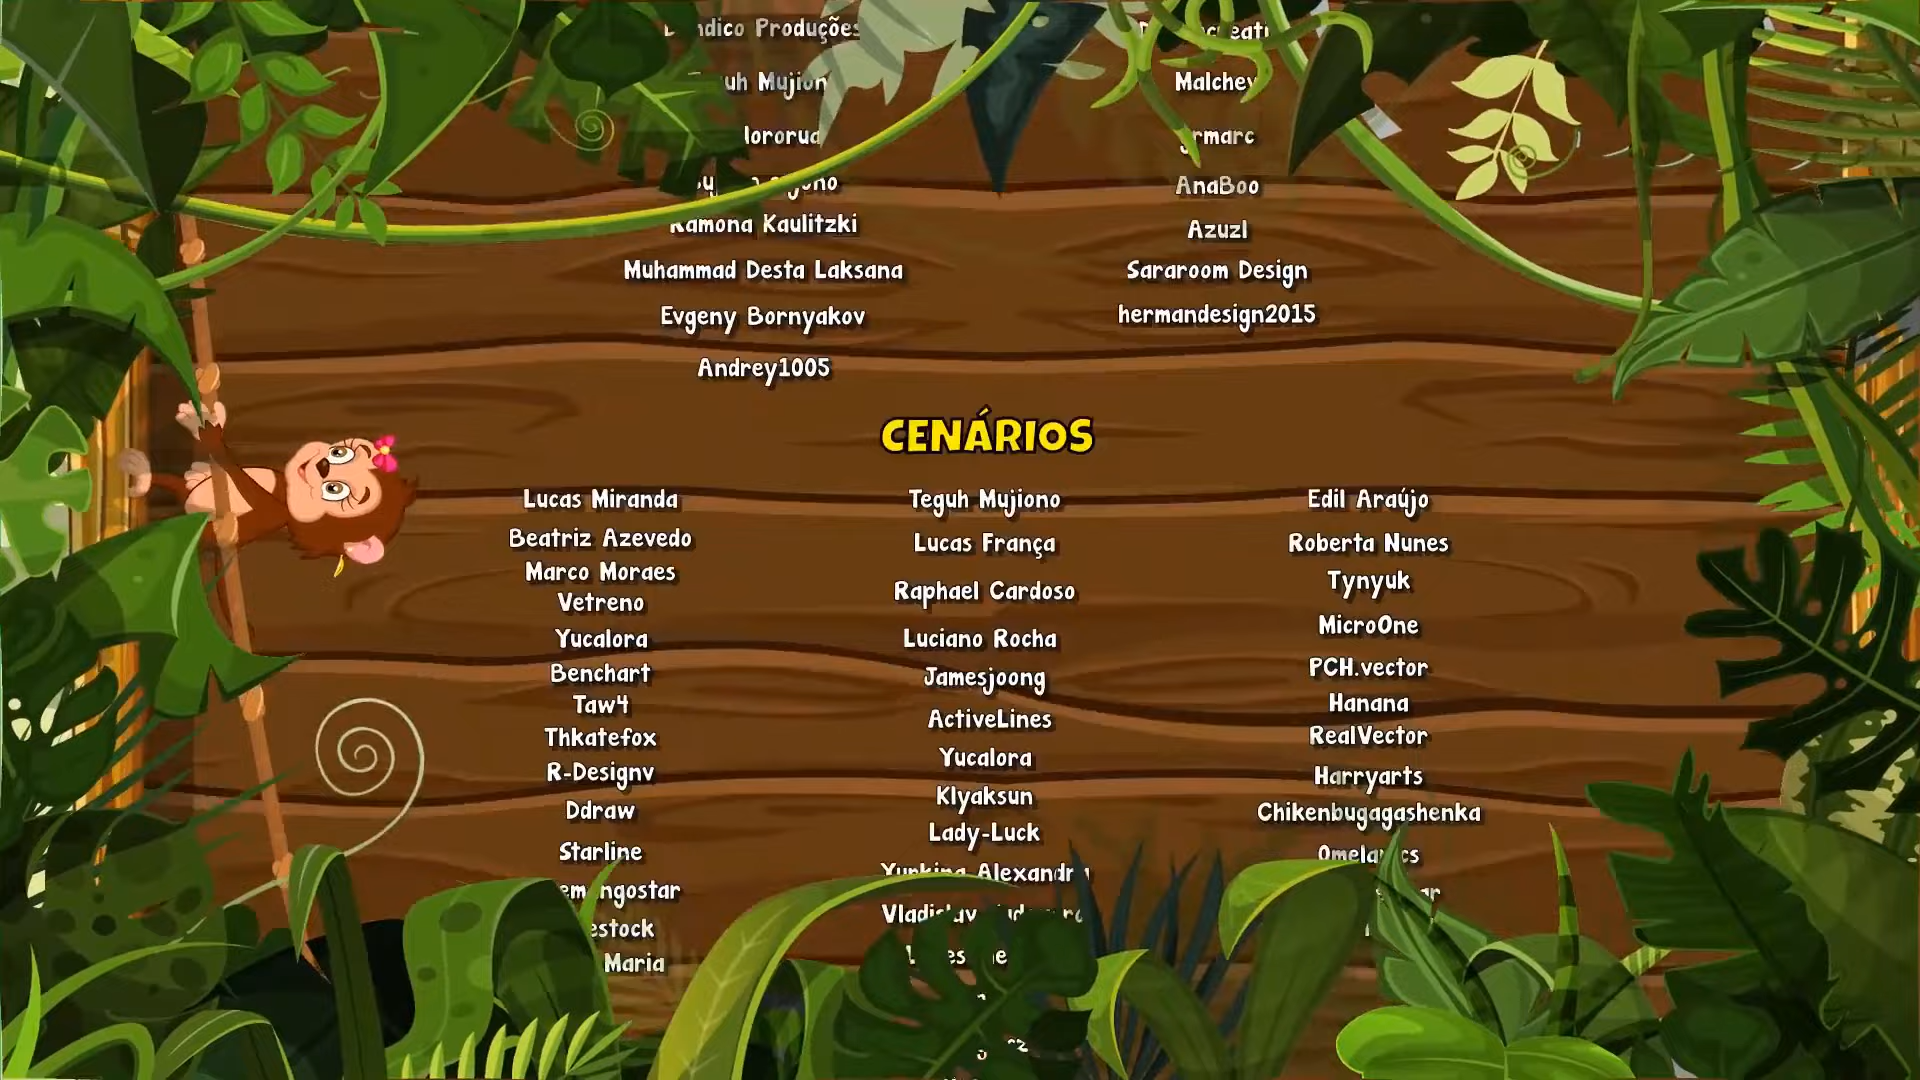 Produções
Malchev
AnaBoo
Kaulitzki
Azuzl
Muhammad Desta Laksana
Sararoom Design
Evgeny Bornyakov
hermandesign2015
Andrey1005
CENÁRIOS
Lucas Miranda
Teguh Mujiono
Edil Araújo
Beatriz Azevedo
Lucas França
Roberta Nunes
Marco Moraes
Raphael Cardoso
Tynyuk
Vetreno
Luciano Rocha
MicroOne
Yucalora
Jamesjoong
PCH.vector
Benchart
ActiveLines
Hanana
Taw4
Yucalora
RealVector
Thkatefox
Klyaksun
Harryarts
R-Designv
Lady-Luck
Chikenbugagashenka
Ddraw
Starline
Maria